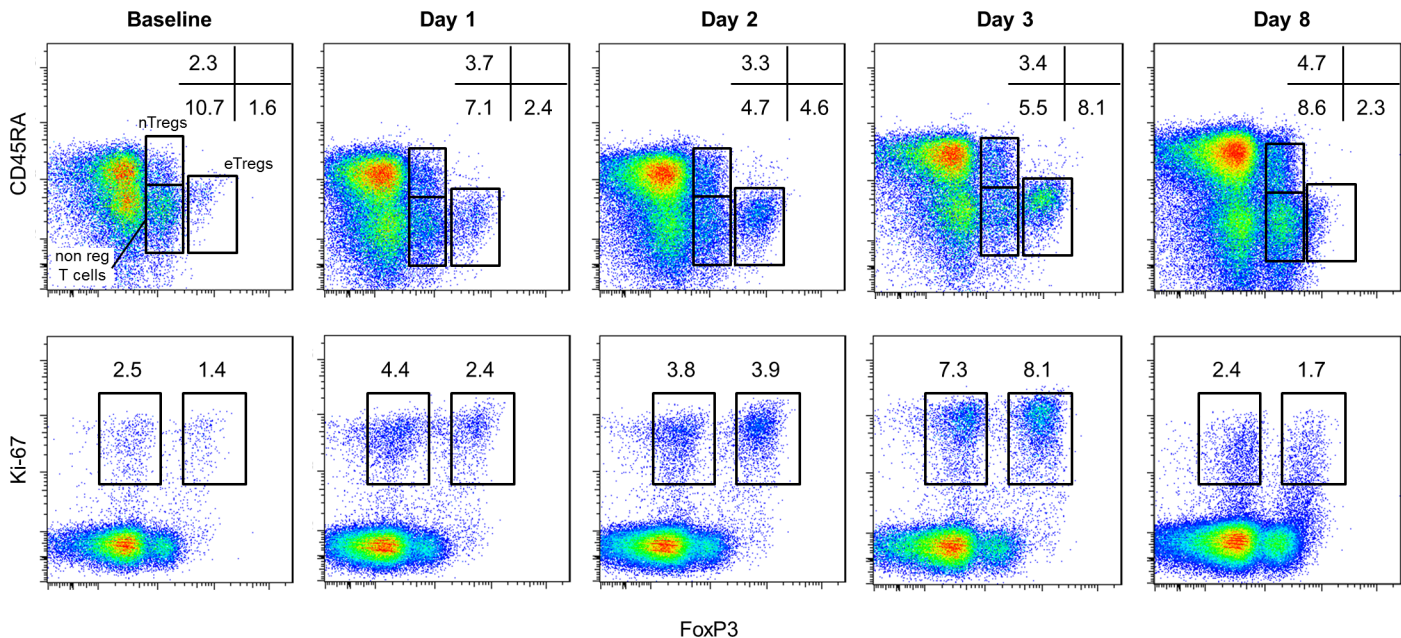 Baseline
Day 1
Day 2
Day 3
Day 8
CD45RA
2.3
10.7 1.6
nTregs
eTregs
non reg
T cells
3.7
7.1 2.4
3.3
4.7 4.6
3.4
5.5 8.1
4.7
8.6 2.3
Ki-67
2.5 1.4
4.4 2.4
3.8 3.9
7.3 8.1
2.4 1.7
FoxP3